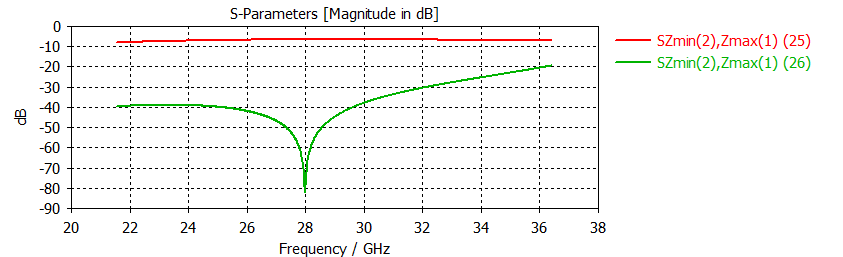 S-Parameters [Magnitude in dB]
0
-10
-20
-30
-40
-50
-60
-70
-80
-90
dB
20 22 24 26 28 30 32 34 36 38
Frequency / GHz
SZmin(2),Zmax(1) (25)
SZmin(2),Zmax(1) (26)